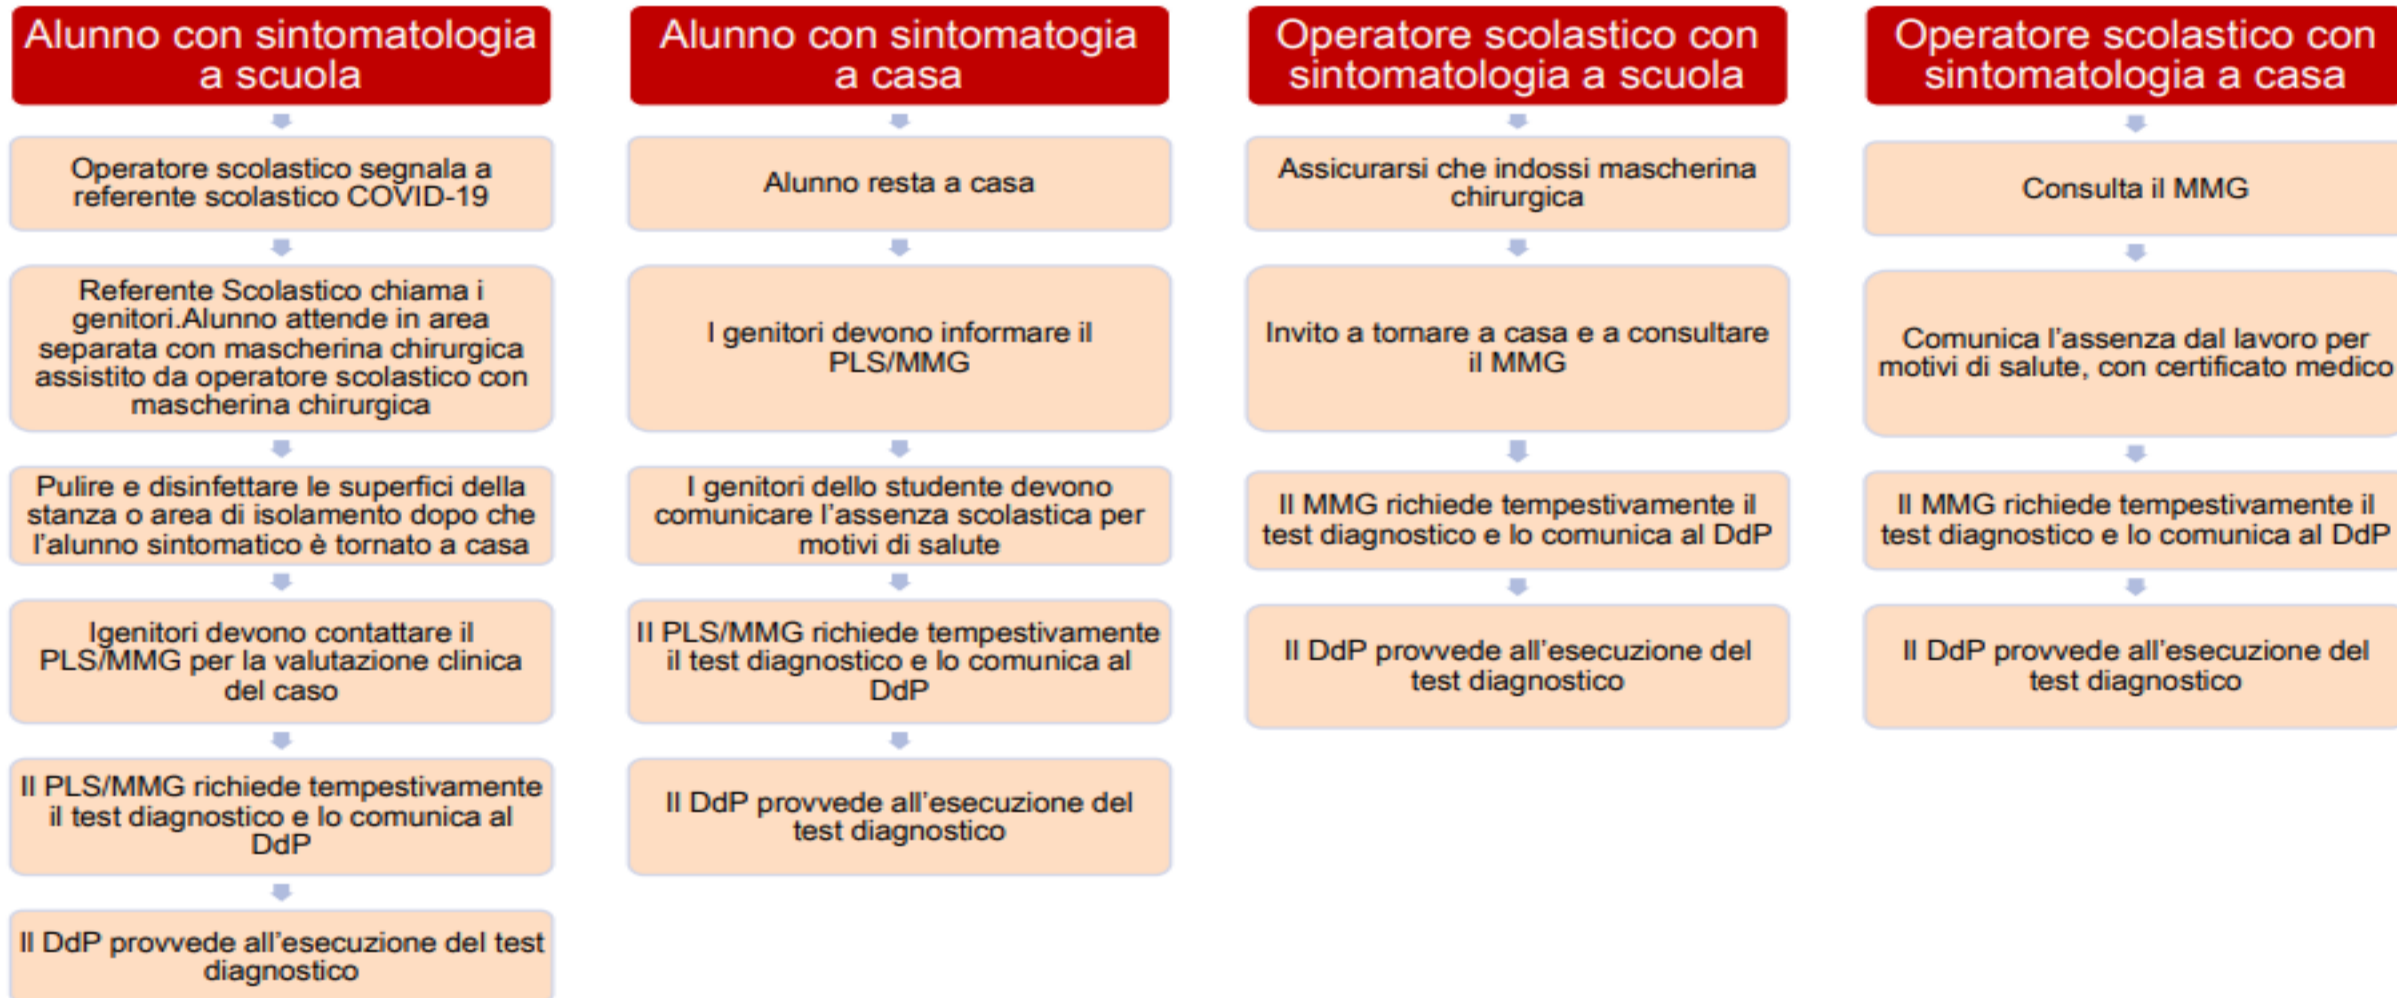 Alunno con sintomatologia
a scuola
Operatore scolastico segnala a
referente scolastico COVID-19
Referente Scolastico chiama i
genitori.Alunno attende in area
separata con mascherina chirurgica
assistito da operatore scolastico con
mascherina chirurgica
Pulire e disinfettare le superfici della
stanza o area di isolamento dopo che
l'alunno sintomatico è tornato a casa
Igenitori devono contattare il
PLS/MMG per la valutazione clinica
del caso
Il PLS/MMG richiede tempestivamente
il test diagnostico e lo comunica al
DdP
Il DdP provvede all'esecuzione del test
diagnostico
Alunno con sintomatogia
a casa
Alunno resta a casa
I genitori devono informare il
PLS/MMG
I genitori dello studente devono
comunicare l'assenza scolastica per
motivi di salute
Il PLS/MMG richiede tempestivamente
il test diagnostico e lo comunica al
DdP
Il DdP provvede all'esecuzione del
test diagnostico
Operatore scolastico con
sintomatologia a scuola
Assicurarsi che indossi mascherina
chirurgica
Invito a tornare a casa e a consultare
il MMG
Il MMG richiede tempestivamente il
test diagnostico e lo comunica al DdP
Il DdP provvede all'esecuzione del
test diagnostico
Operatore scolastico con
sintomatologia a casa
Consulta il MMG
Comunica l'assenza dal lavoro per
motivi di salute, con certificato medico
Il MMG richiede tempestivamente il
test diagnostico e lo comunica al DdP
Il DdP provvede all'esecuzione del
test diagnostico